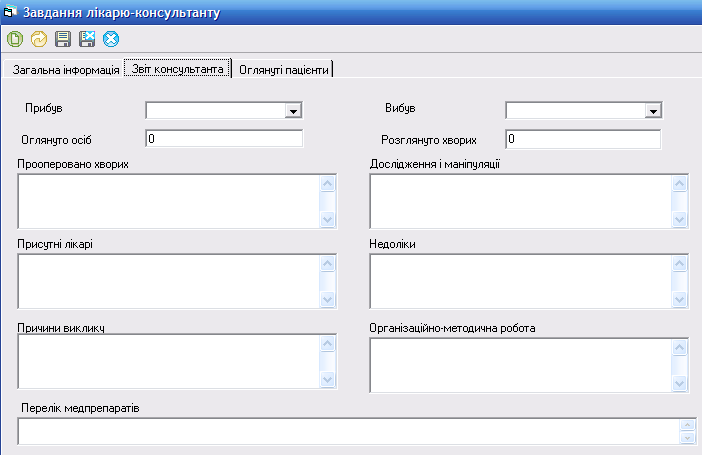 Завдання лікарю-консультанту
Загальна інформація Звіт консультанта Оглянуті пацієнти
Прибув Вибув
Оглянуто осіб 0 Розглянуто хворих 0
Прооперовано хворих Дослідження і маніпуляції
Присутні лікарі Недоліки
Причини виклику Організаційно-методична робота
Перелік медпрепаратів